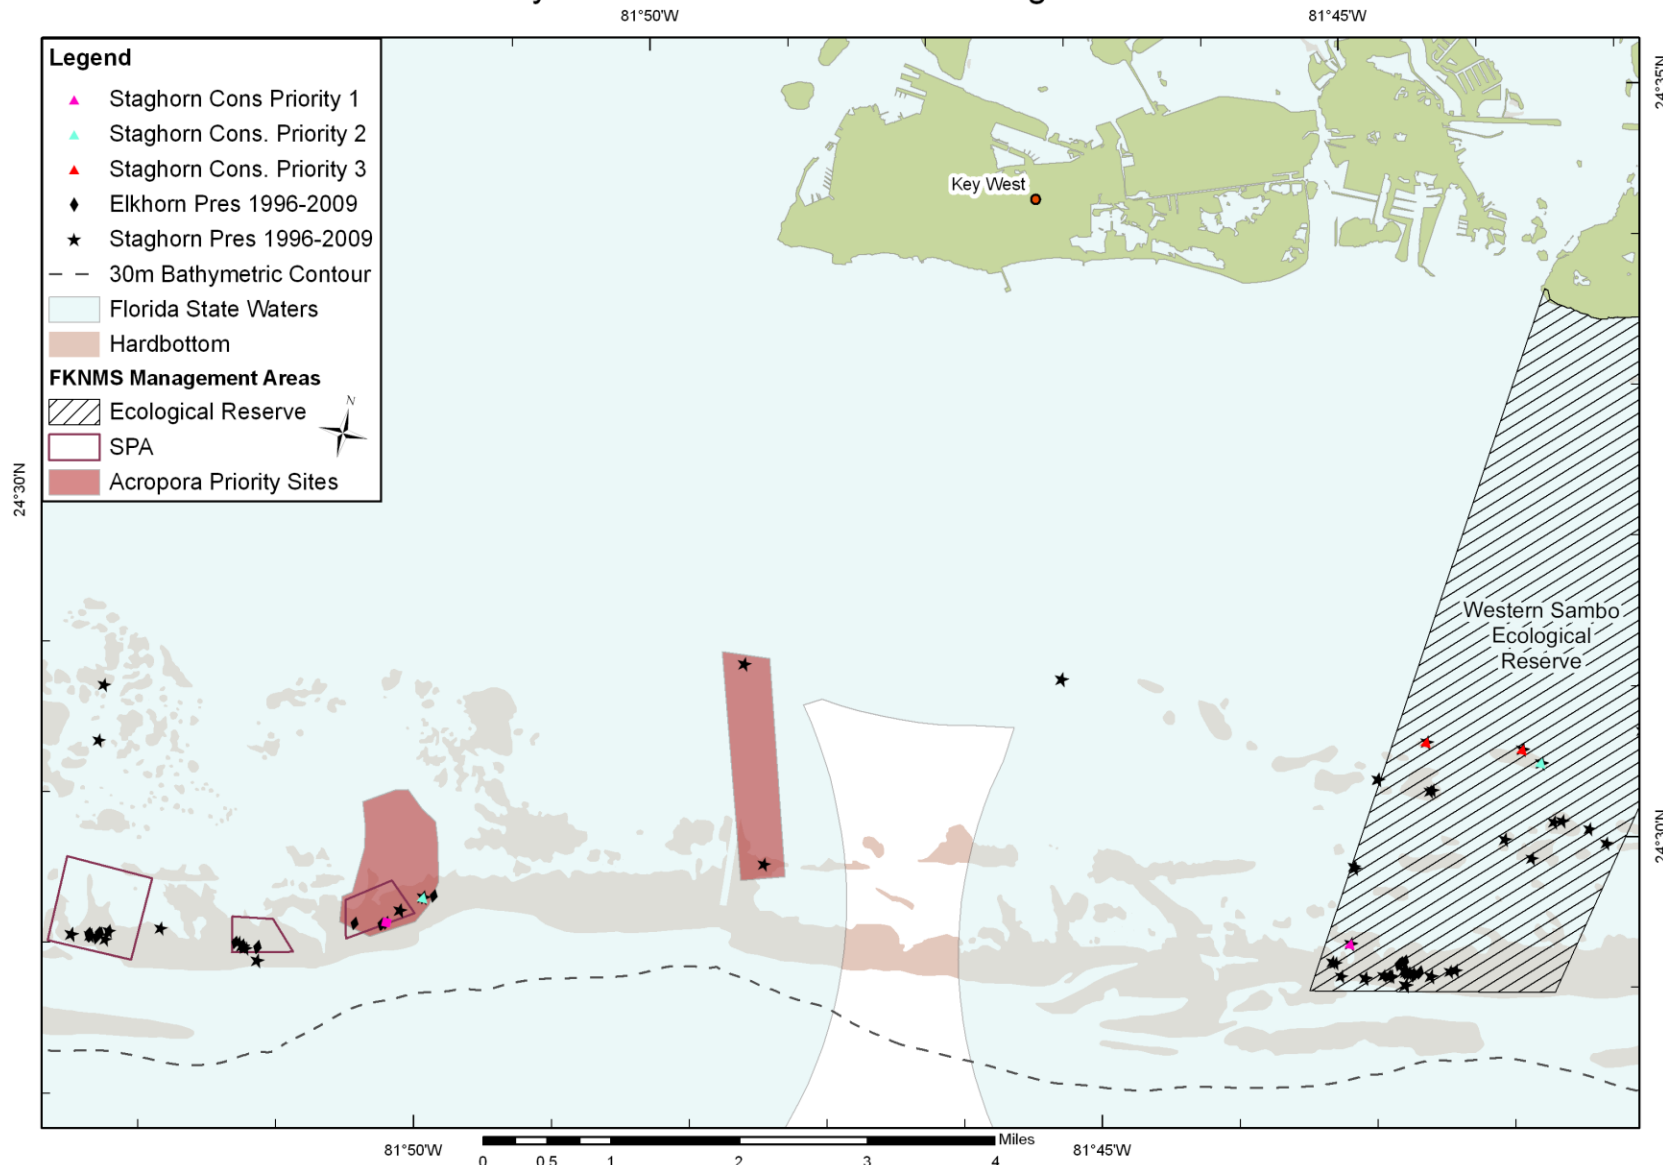 81°50'W
81°45'W
Legend
Staghorn Cons Priority 1
Staghorn Cons. Priority 2
Staghorn Cons. Priority 3
Elkhorn Pres 1996-2009
Staghorn Pres 1996-2009
30m Bathymetric Contour
Florida State Waters
Hardbottom
FKNMS Management Areas
Ecological Reserve
N
SPA
Acropora Priority Sites
Key West
24°35'N
24°30'N
Western Sambo
Ecological
Reserve
24°30'N
81°50'W
81°45'W
Miles
0 0.5 1 2 3 4